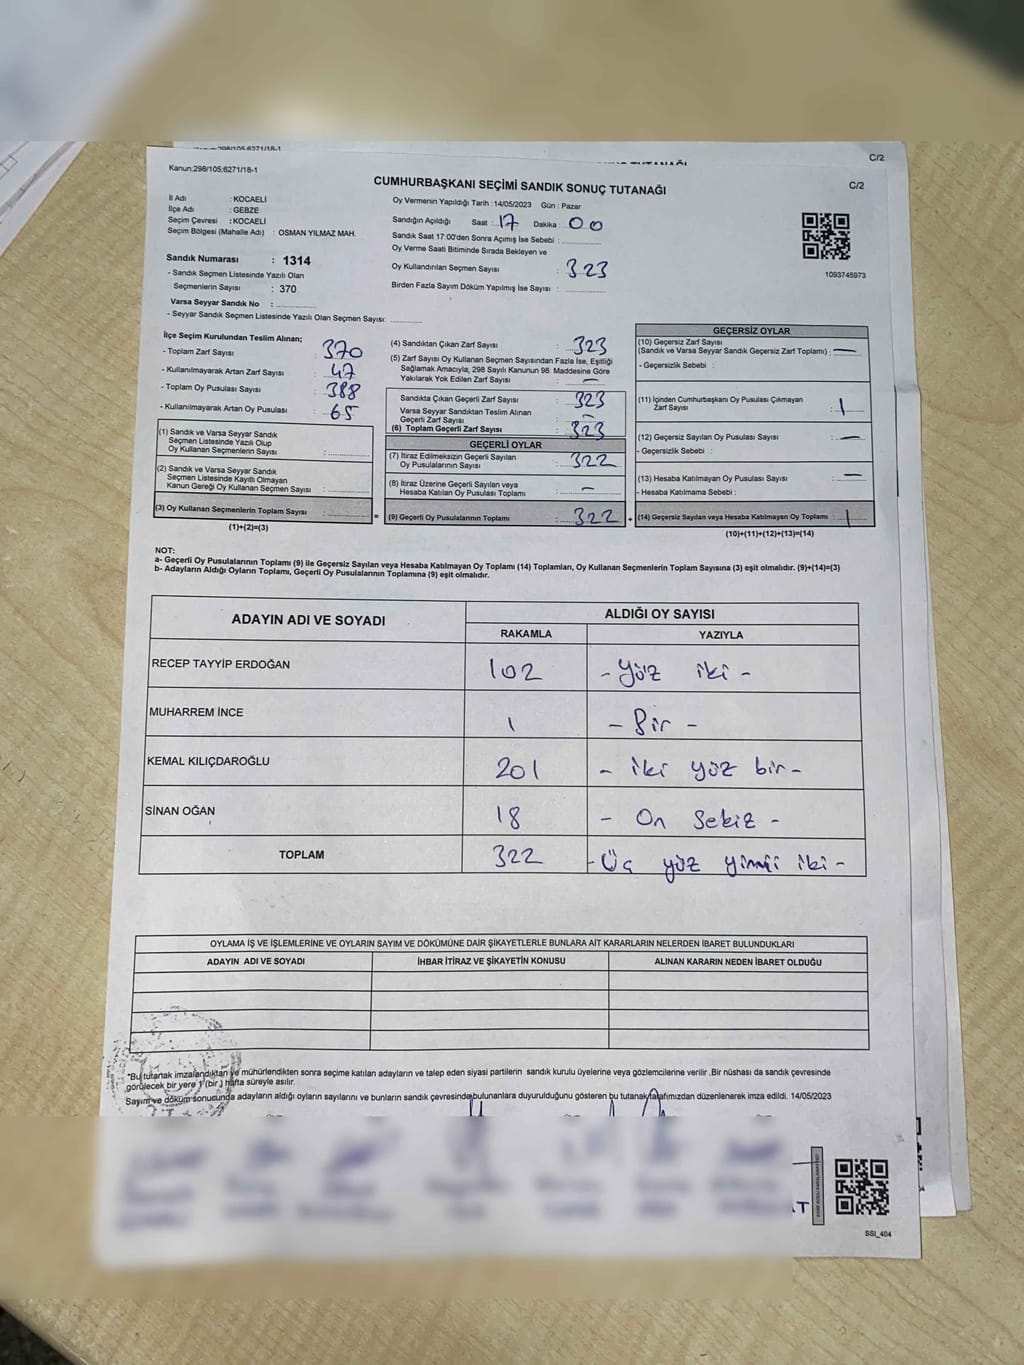 C/2
Kanun;298/105;6271/18-1
C/2
CUMHURBAŞKANI SEÇİMİ SANDIK SONUÇ TUTANAĞI
İl Adı : KOCAELİ
İlçe Adı : GEBZE
Seçim Çevresi : KOCAELİ
Seçim Bölgesi (Mahalle Adı) : OSMAN YILMAZ MAH.
Sandık Numarası : 1314
- Sandık Seçmen Listesinde Yazılı Olan
Seçmenlerin Sayısı : 370
Varsa Seyyar Sandık No :
- Seyyar Sandık Seçmen Listesinde Yazılı Olan Seçmen Sayısı:
Oy Vermenin Yapıldığı Tarih : 14/05/2023 Gün : Pazar
Sandığın Açıldığı Saat : 17 Dakika : 00
Sandık Saat 17:00'den Sonra Açımış İse Sebebi :
Oy Verme Saati Bitiminde Sırada Bekleyen ve
Oy Kullandırılan Seçmen Sayısı : 323
Birden Fazla Sayım Döküm Yapılmış İse Sayısı :
1093745973
İlçe Seçim Kurulundan Teslim Alınan;
- Toplam Zarf Sayısı : 370
- Kullanılmayarak Artan Zarf Sayısı : 47
- Toplam Oy Pusulası Sayısı : 388
- Kullanılmayarak Artan Oy Pusulası : 65
(1) Sandık ve Varsa Seyyar Sandık
Seçmen Listesinde Yazılı Olup
Oy Kullanan Seçmenlerin Sayısı :
(2) Sandık ve Varsa Seyyar Sandık
Seçmen Listesinde Kayıtlı Olmayan
Kanun Gereği Oy Kullanan Seçmen Sayısı :
(3) Oy Kullanan Seçmenlerin Toplam Sayısı :
(1)+(2)=(3)
(4) Sandıktan Çıkan Zarf Sayısı : 323
(5) Zarf Sayısı Oy Kullanan Seçmen Sayısından Fazla İse, Eşitliği
Sağlamak Amacıyla; 298 Sayılı Kanunun 98. Maddesine Göre
Yakılarak Yok Edilen Zarf Sayısı : –
Sandıkta Çıkan Geçerli Zarf Sayısı : 323
Varsa Seyyar Sandıktan Teslim Alınan
Geçerli Zarf Sayısı : –
(6) Toplam Geçerli Zarf Sayısı : 323
GEÇERLİ OYLAR
(7) İtiraz Edilmeksizin Geçerli Sayılan
Oy Pusulalarının Sayısı : 322
(8) İtiraz Üzerine Geçerli Sayılan veya
Hesaba Katılan Oy Pusulası Toplamı : –
= (9) Geçerli Oy Pusulalarının Toplamı : 322 +
GEÇERSİZ OYLAR
(10) Geçersiz Zarf Sayısı
(Sandık ve Varsa Seyyar Sandık Geçersiz Zarf Toplamı) : —
- Geçersizlik Sebebi :
(11) İçinden Cumhurbaşkanı Oy Pusulası Çıkmayan
Zarf Sayısı : 1
(12) Geçersiz Sayılan Oy Pusulası Sayısı : —
- Geçersizlik Sebebi :
(13) Hesaba Katılmayan Oy Pusulası Sayısı : —
- Hesaba Katılmama Sebebi :
(14) Geçersiz Sayılan veya Hesaba Katılmayan Oy Toplamı : 1
(10)+(11)+(12)+(13)=(14)
NOT:
a- Geçerli Oy Pusulalarının Toplamı (9) ile Geçersiz Sayılan veya Hesaba Katılmayan Oy Toplamı (14) Toplamları, Oy Kullanan Seçmenlerin Toplam Sayısına (3) eşit olmalıdır. (9)+(14)=(3)
b- Adayların Aldığı Oyların Toplamı, Geçerli Oy Pusulalarının Toplamına (9) eşit olmalıdır.
ADAYIN ADI VE SOYADI
ALDIĞI OY SAYISI
RAKAMLA YAZIYLA
RECEP TAYYİP ERDOĞAN 102 - Yüz iki -
MUHARREM İNCE 1 - Bir -
KEMAL KILIÇDAROĞLU 201 - iki yüz bir -
SİNAN OĞAN 18 - On Sekiz -
TOPLAM 322 - Üç yüz yirmi iki -
OYLAMA İŞ VE İŞLEMLERİNE VE OYLARIN SAYIM VE DÖKÜMÜNE DAİR ŞİKAYETLERLE BUNLARA AİT KARARLARIN NELERDEN İBARET BULUNDUKLARI
ADAYIN ADI VE SOYADI İHBAR İTİRAZ VE ŞİKAYETİN KONUSU ALINAN KARARIN NEDEN İBARET OLDUĞU
"Bu tutanak imzalandıktan ve mühürlendikten sonra seçime katılan adayların ve talep eden siyasi partilerin sandık kurulu üyelerine veya gözlemcilerine verilir .Bir nüshası da sandık çevresinde
görülecek bir yere 1 (bir ) hafta süreyle asılır.
Sayım ve döküm sonucunda adayların aldığı oyların sayılarını ve bunların sandık çevresinde bulunanlara duyurulduğunu gösteren bu tutanak tarafımızdan düzenlenerek imza edildi. 14/05/2023
SSI_404